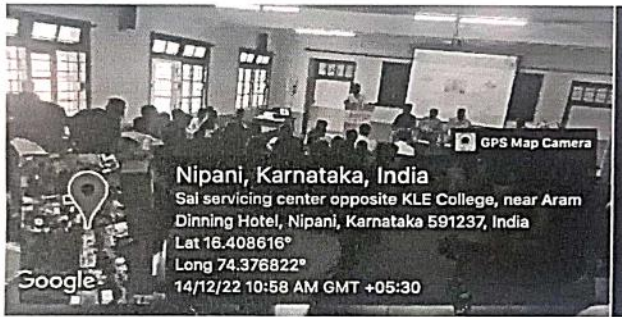 GPS Map Camera
Nipani, Karnataka, India
Sai servicing center opposite KLE College, near Aram
Dinning Hotel, Nipani, Karnataka 591237, India
Lat 16.408616°
Long 74.376822°
14/12/22 10:58 AM GMT +05:30
Google